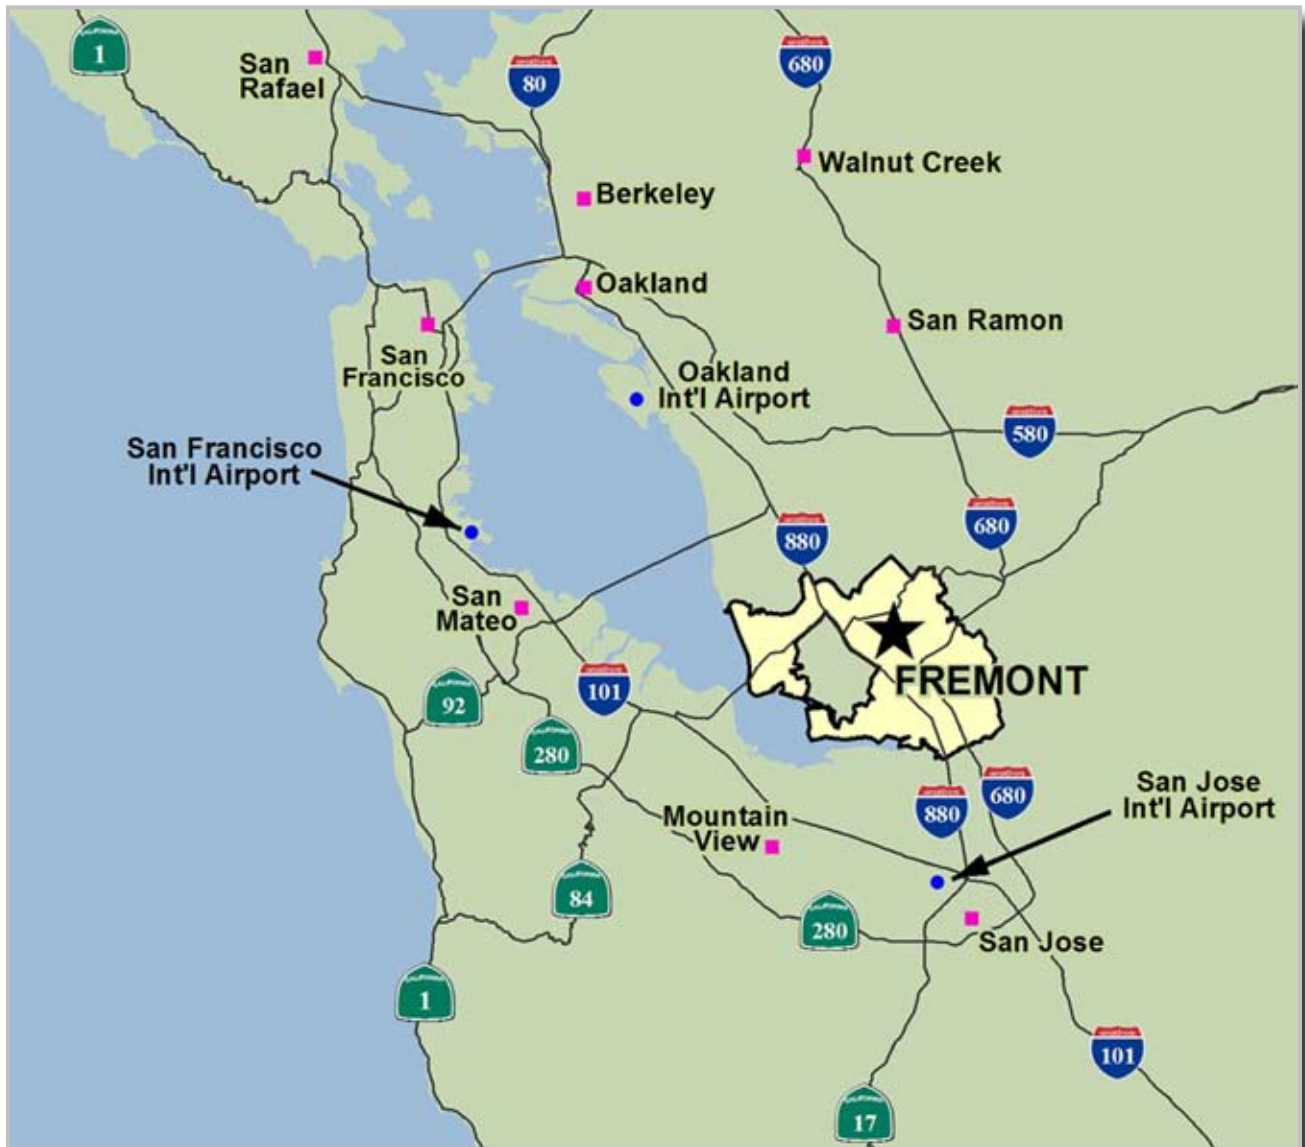 1
San
Rafael
80
680
Walnut Creek
Berkeley
Oakland
San Ramon
San
Francisco
Oakland
Int'l Airport
580
San Francisco
Int'l Airport
680
880
San
Mateo
FREMONT
101
92
280
San Jose
Int'l Airport
680
880
Mountain
View
84
280
San Jose
CALIFORNIA
1
101
CALIFORNIA
17